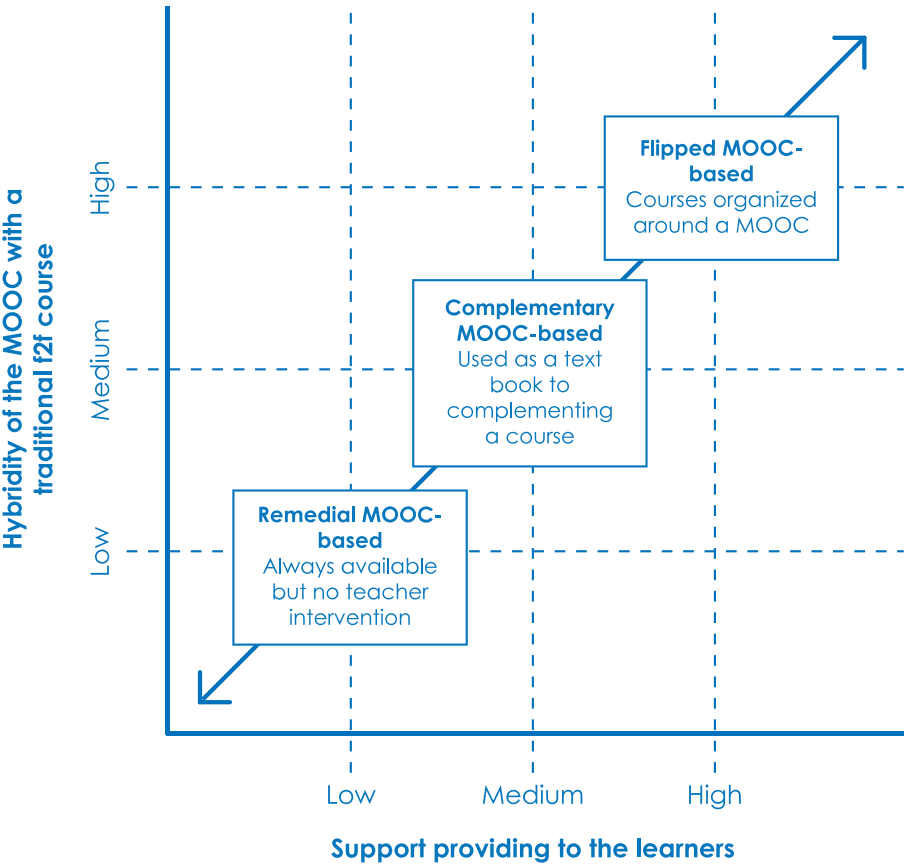 Hybridity of the MOOC with a
traditional f2f course
High
Medium
Low
Flipped MOOC-
based
Courses organized
around a MOOC
Complementary
MOOC-based
Used as a text
book to
complementing
a course
Remedial MOOC-
based
Always available
but no teacher
intervention
Low
Medium
High
Support providing to the learners